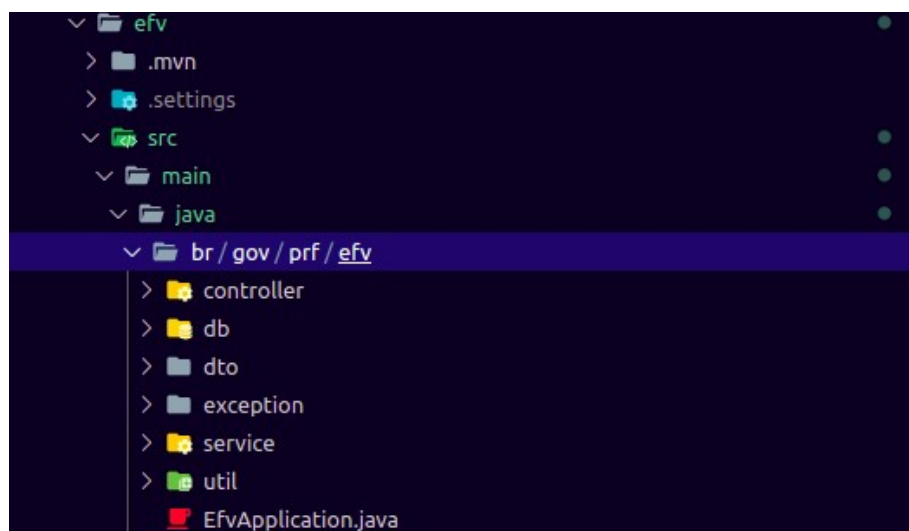 efv
.mvn
.settings
src
main
java
br / gov / prf / efv
controller
db
dto
exception
service
util
EfvApplication.java